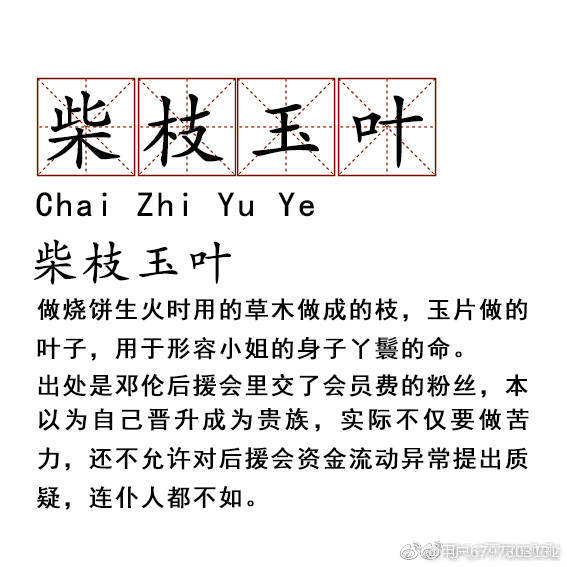 柴枝玉叶
Chai Zhi Yu Ye
柴枝玉叶
做烧饼生火时用的草木做成的枝，玉片做的
叶子，用于形容小姐的身子丫鬟的命。
出处是邓伦后援会里交了会员费的粉丝，本
以为自己晋升成为贵族，实际不仅要做苦
力，还不允许对后援会资金流动异常提出质
疑，连仆人都不如。